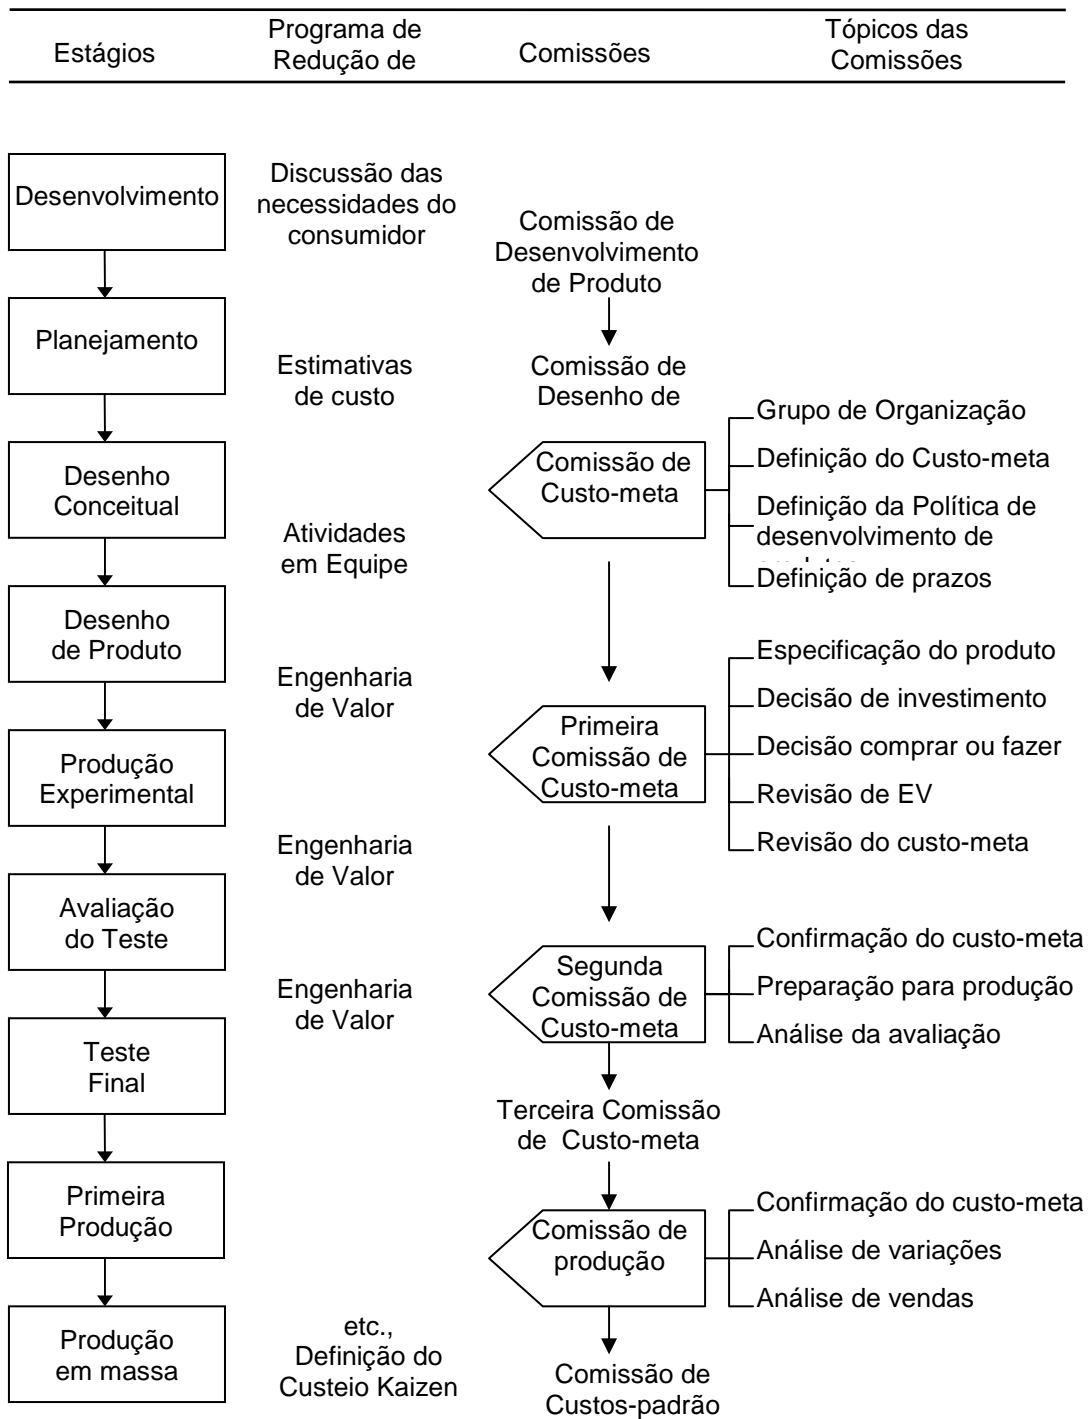 Estágios
Programa de
Redução de
Comissões
Tópicos das
Comissões
Desenvolvimento
Planejamento
Desenho
Conceitual
Desenho
de Produto
Produção
Experimental
Avaliação
do Teste
Teste
Final
Primeira
Produção
Produção
em massa
Discussão das
necessidades do
consumidor
Estimativas
de custo
Atividades
em Equipe
Engenharia
de Valor
Engenharia
de Valor
Engenharia
de Valor
etc.,
Definição do
Custeio Kaizen
Comissão de
Desenvolvimento
de Produto
Comissão de
Desenho de
Comissão de
Custo-meta
Primeira
Comissão de
Custo-meta
Segunda
Comissão de
Custo-meta
Terceira Comissão
de Custo-meta
Comissão de
produção
Comissão de
Custos-padrão
Grupo de Organização
Definição do Custo-meta
Definição da Política de
desenvolvimento de
Definição de prazos
Especificação do produto
Decisão de investimento
Decisão comprar ou fazer
Revisão de EV
Revisão do custo-meta
Confirmação do custo-meta
Preparação para produção
Análise da avaliação
Confirmação do custo-meta
Análise de variações
Análise de vendas